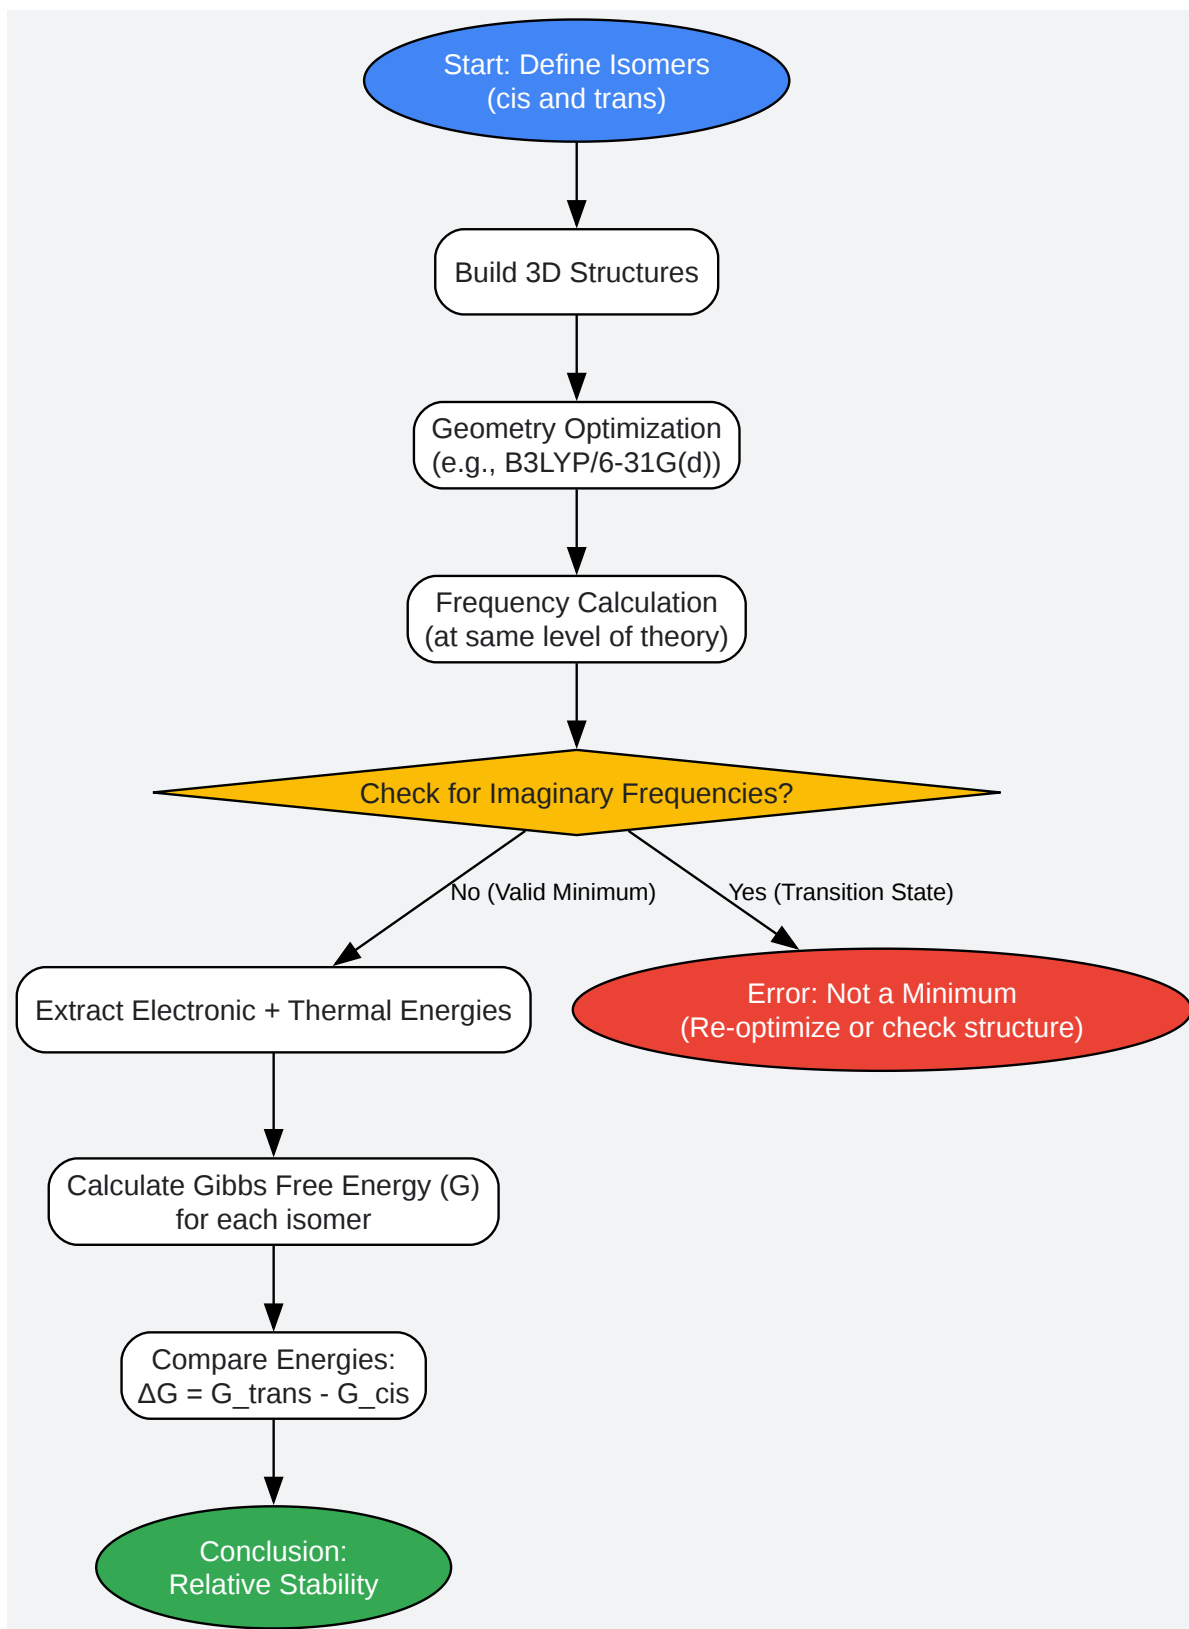 Start: Define Isomers
(cis and trans)
Build 3D Structures
Geometry Optimization
(e.g., B3LYP/6-31G(d))
Frequency Calculation
(at same level of theory)
Check for Imaginary Frequencies?
No (Valid Minimum)
Yes (Transition State)
Extract Electronic + Thermal Energies
Error: Not a Minimum
(Re-optimize or check structure)
Calculate Gibbs Free Energy (G)
for each isomer
Compare Energies:
ΔG = G_trans - G_cis
Conclusion:
Relative Stability